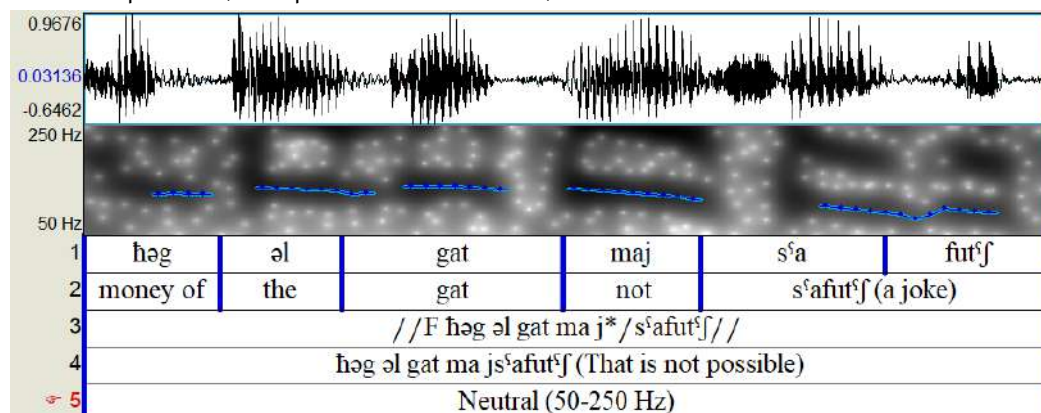 0.9676
0.03136
-0.6462
250 Hz
50 Hz
1 ħəg əl gat maj sˤa futˤʃ
2 money of the gat not sˤafutˤʃ (a joke)
3 //F ħəg əl gat ma j*/sˤafutˤʃ//
4 ħəg əl gat ma jsˤafutˤʃ (That is not possible)
☞ 5 Neutral (50-250 Hz)